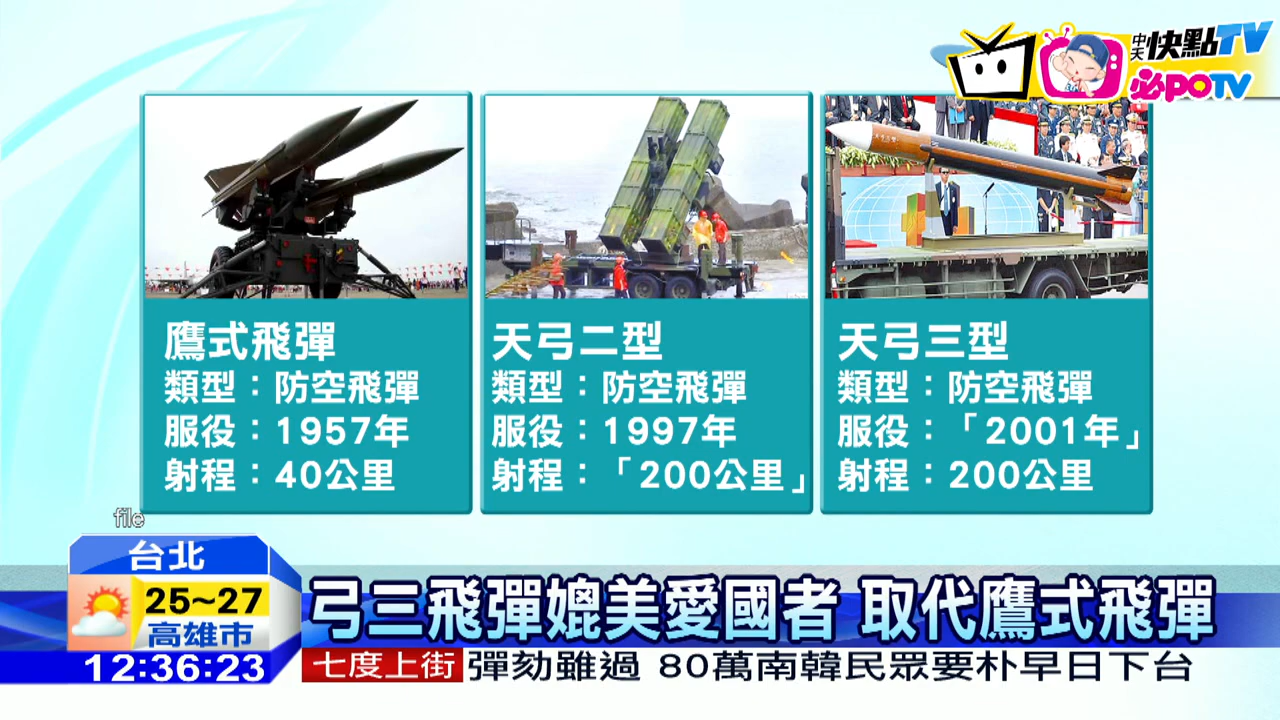 中天快點TV
必POTV
鷹式飛彈
類型：防空飛彈
服役：1957年
射程：40公里
天弓二型
類型：防空飛彈
服役：1997年
射程：「200公里」
天弓三型
類型：防空飛彈
服役：「2001年」
射程：200公里
file
台北
25~27
高雄市
12:36:23
弓三飛彈媲美愛國者 取代鷹式飛彈
七度上街 彈劾雖過 80萬南韓民眾要朴早日下台